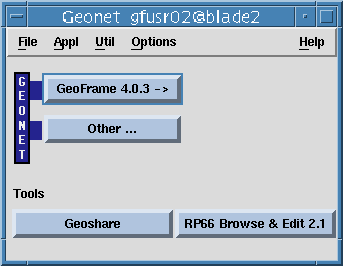 Geonet gfusr02@blade2
File Appl Util Options Help
GEONET
GeoFrame 4.0.3 ->
Other ...
Tools
Geoshare RP66 Browse & Edit 2.1